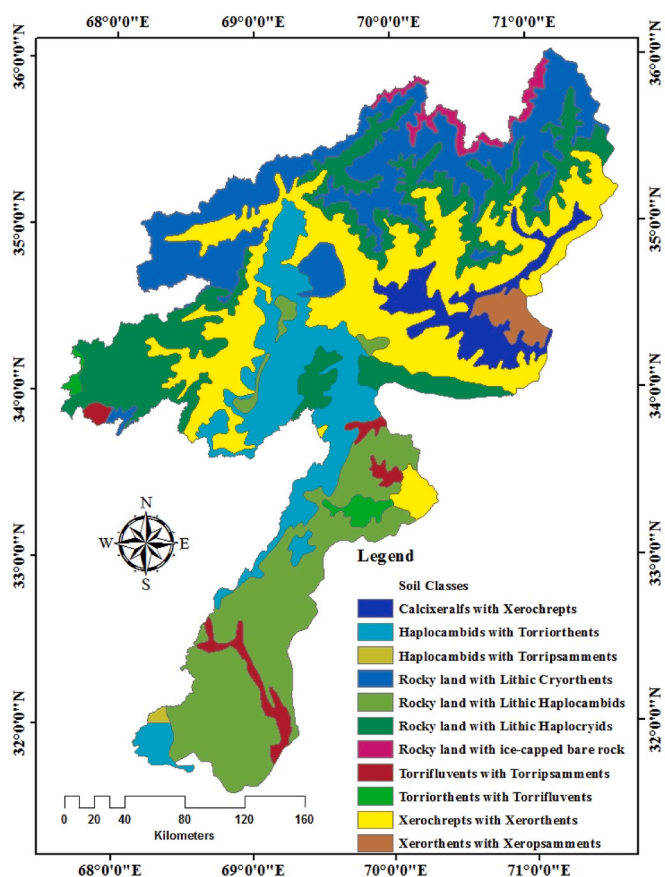 68°0'0"N 69°0'0"N 70°0'0"N 71°0'0"N
36°0'0"N 36°0'0"N
35°0'0"N 35°0'0"N
34°0'0"N 34°0'0"N
33°0'0"N 33°0'0"N
32°0'0"N 32°0'0"N
N
W E
S
Legend
Soil Classes
Calcixeralfs with Xerochrepts
Haplocambids with Torriorthents
Haplocambids with Torripsamments
Rocky land with Lithic Cryorthents
Rocky land with Lithic Haplocambids
Rocky land with Lithic Haplocryids
Rocky land with ice-capped bare rock
Torrifluvents with Torripsamments
Torriorthents with Torrifluvents
Xerochrepts with Xerorthents
Xerorthents with Xeropsamments
0 20 40 80 120 160
Kilometers
68°0'0"E 69°0'0"E 70°0'0"E 71°0'0"E